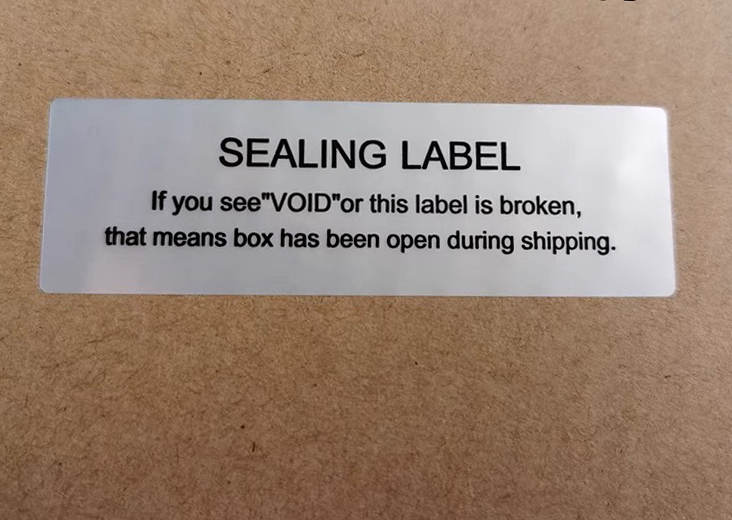 SEALING LABEL
If you see"VOID"or this label is broken,
that means box has been open during shipping.